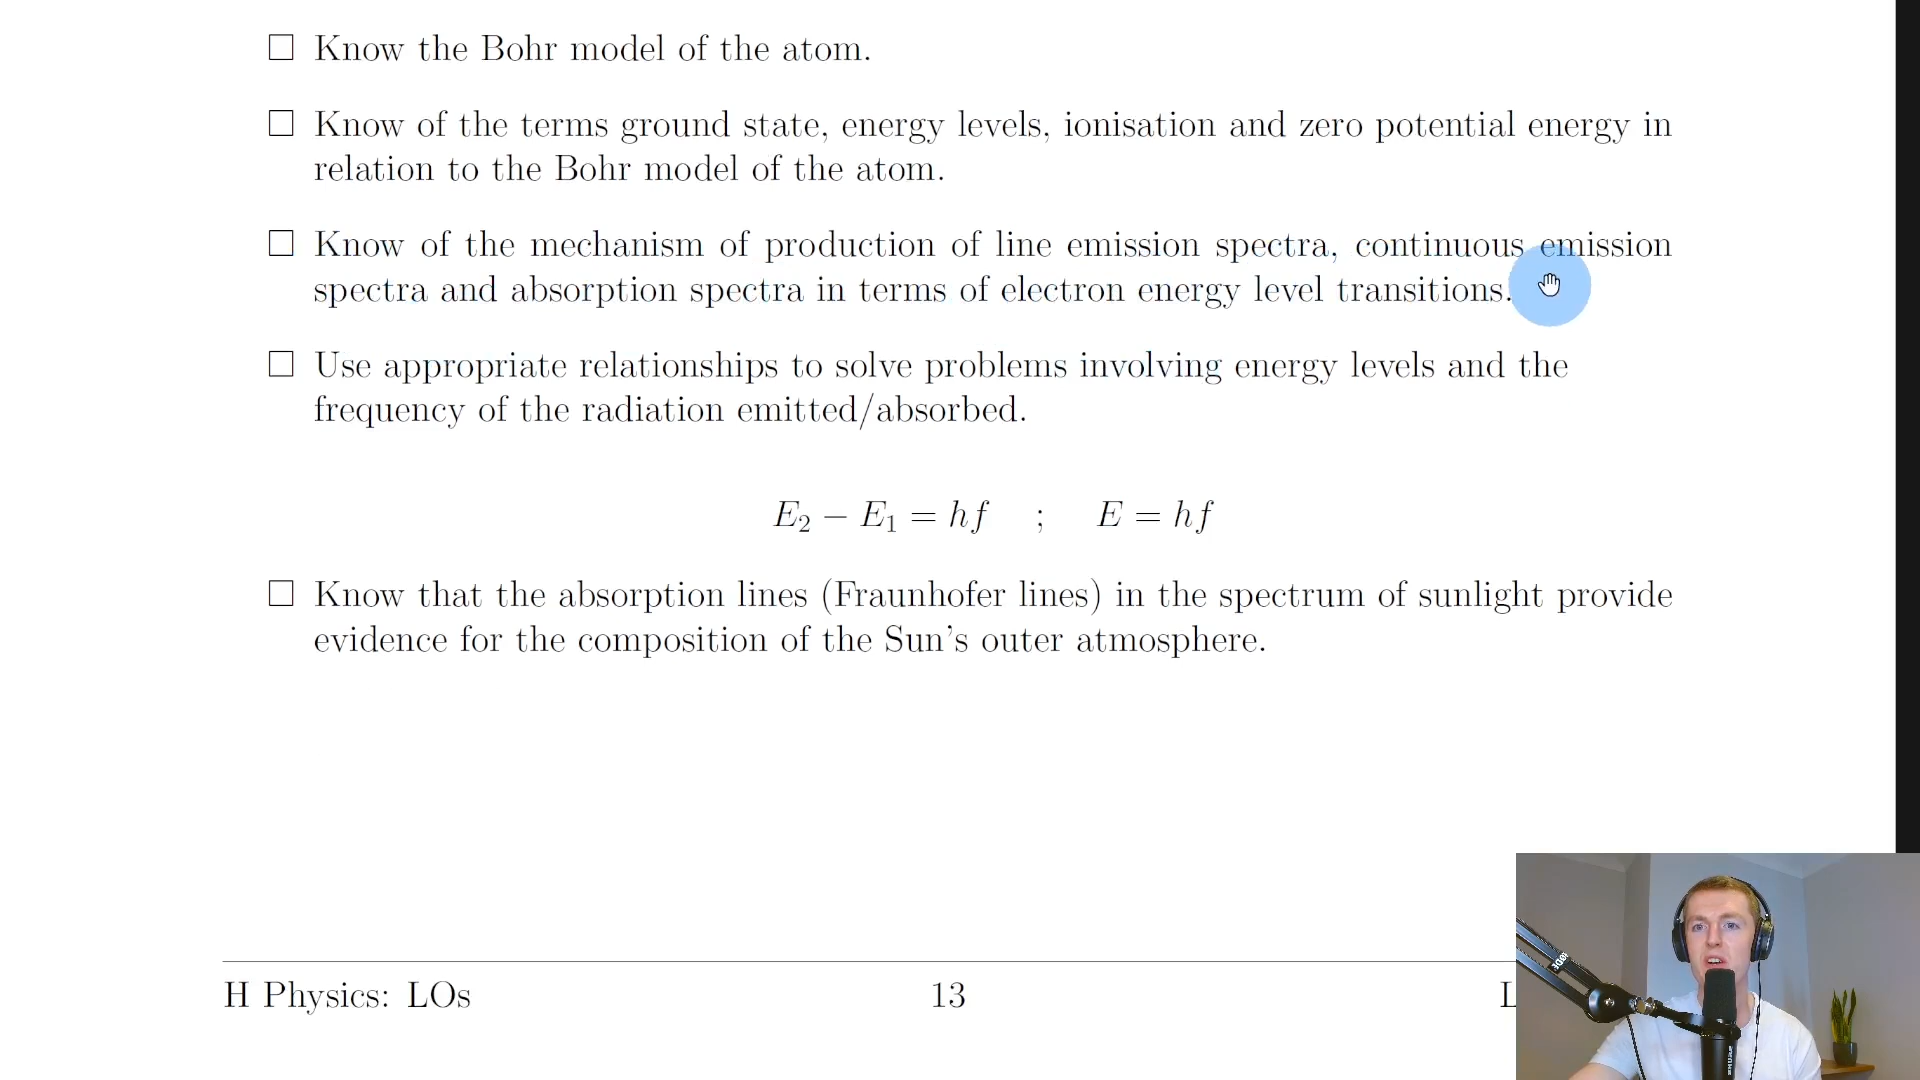 ☐ Know the Bohr model of the atom.
☐ Know of the terms ground state, energy levels, ionisation and zero potential energy in
relation to the Bohr model of the atom.
☐ Know of the mechanism of production of line emission spectra, continuous emission
spectra and absorption spectra in terms of electron energy level transitions.
☐ Use appropriate relationships to solve problems involving energy levels and the
frequency of the radiation emitted/absorbed.
E₂ − E₁ = hf ; E = hf
☐ Know that the absorption lines (Fraunhofer lines) in the spectrum of sunlight provide
evidence for the composition of the Sun's outer atmosphere.
H Physics: LOs 13 L
RØDE